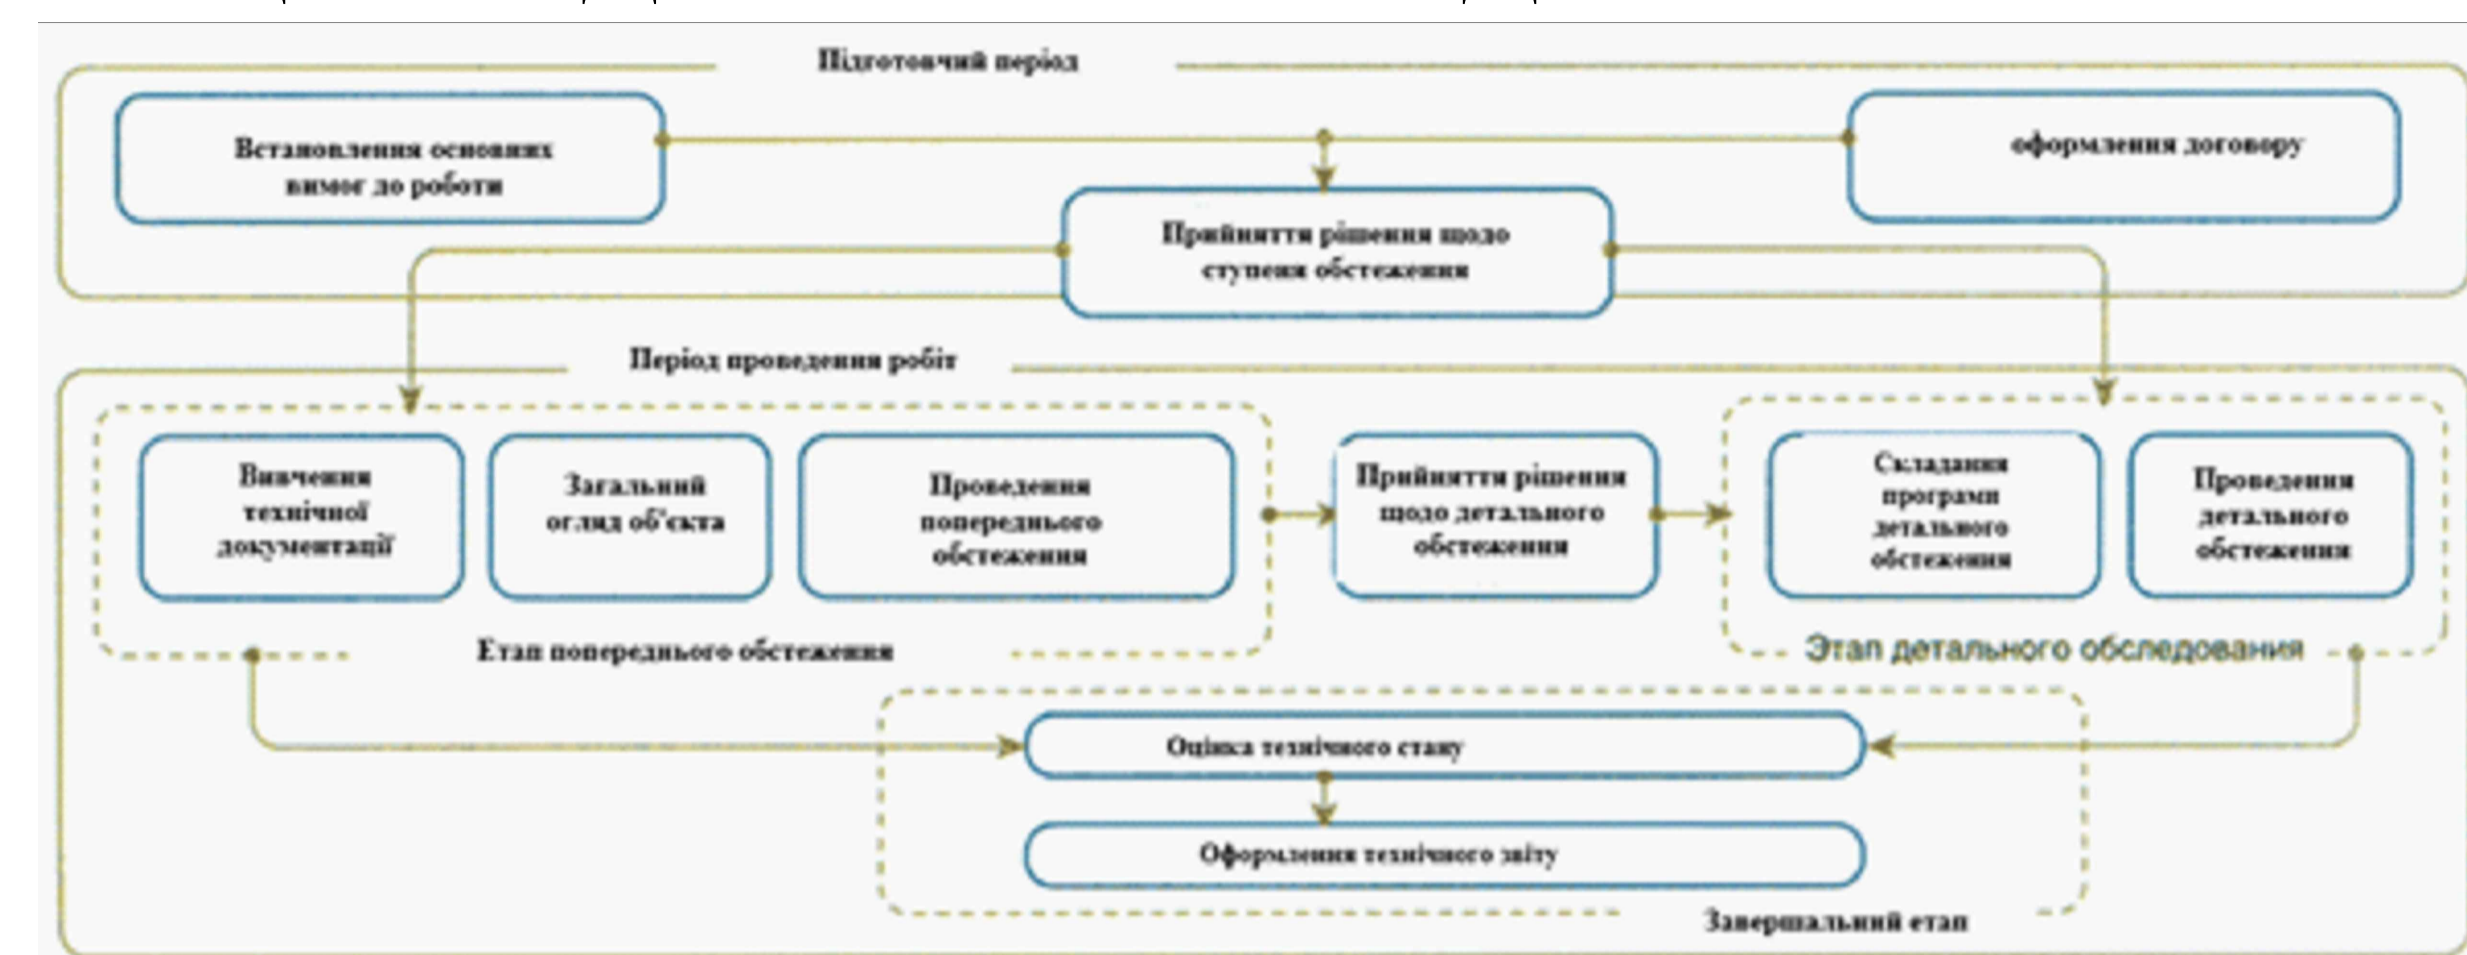 Підготовчий період
Встановлення основних
вимог до роботи
оформлення договору
Прийняття рішення щодо
ступеня обстеження
Період проведення робіт
Вивчення
технічної
документації
Загальний
огляд об'єкта
Проведення
попереднього
обстеження
Прийняття рішення
щодо детального
обстеження
Складання
програми
детального
обстеження
Проведення
детального
обстеження
Етап попереднього обстеження
Этап детального обследования
Оцінка технічного стану
Оформлення технічного звіту
Завершальний етап